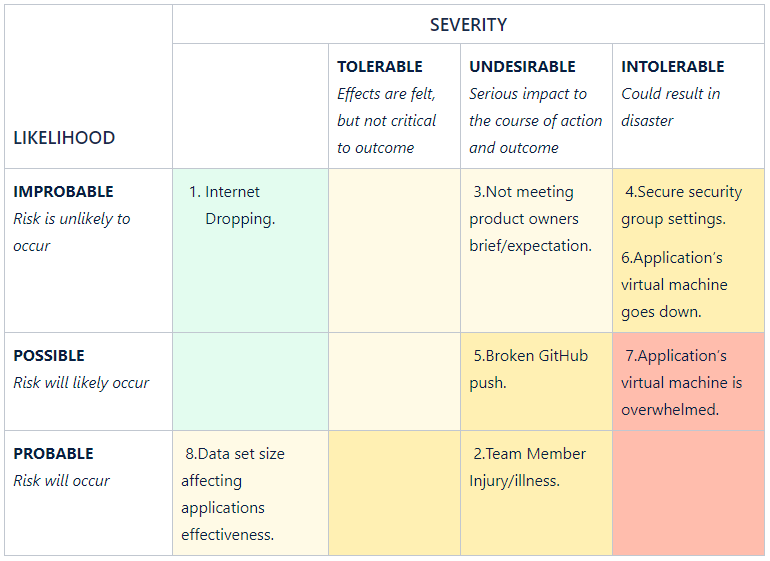 SEVERITY
LIKELIHOOD
TOLERABLE
Effects are felt,
but not critical
to outcome
UNDESIRABLE
Serious impact to
the course of action
and outcome
INTOLERABLE
Could result in
disaster
IMPROBABLE
Risk is unlikely to
occur
1. Internet
Dropping.
3.Not meeting
product owners
brief/expectation.
4.Secure security
group settings.
6.Application’s
virtual machine
goes down.
POSSIBLE
Risk will likely occur
5.Broken GitHub
push.
7.Application’s
virtual machine is
overwhelmed.
PROBABLE
Risk will occur
8.Data set size
affecting
applications
effectiveness.
2.Team Member
Injury/illness.